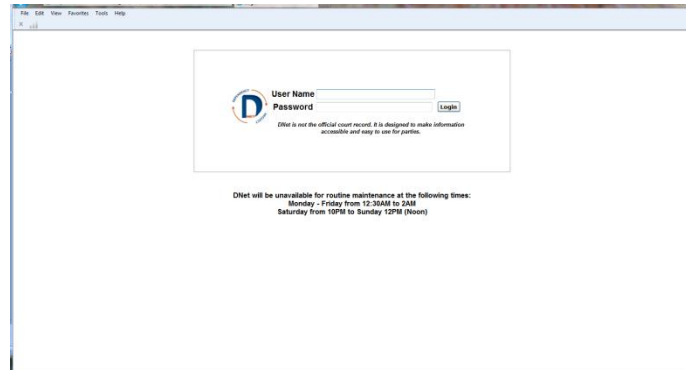 File Edit View Favorites Tools Help
x
D
User Name
Password Login
DNet is not the official court record. It is designed to make information
accessible and easy to use for parties.
DNet will be unavailable for routine maintenance at the following times:
Monday - Friday from 12:30AM to 2AM
Saturday from 10PM to Sunday 12PM (Noon)